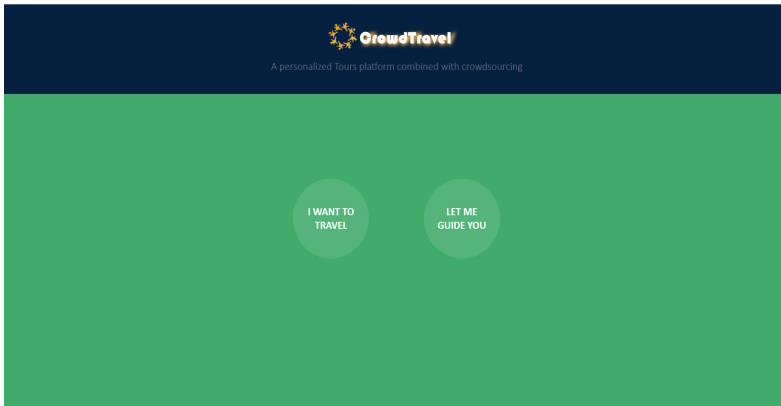 CrowdTravel
A personalized Tours platform combined with crowdsourcing
I WANT TO
TRAVEL
LET ME
GUIDE YOU